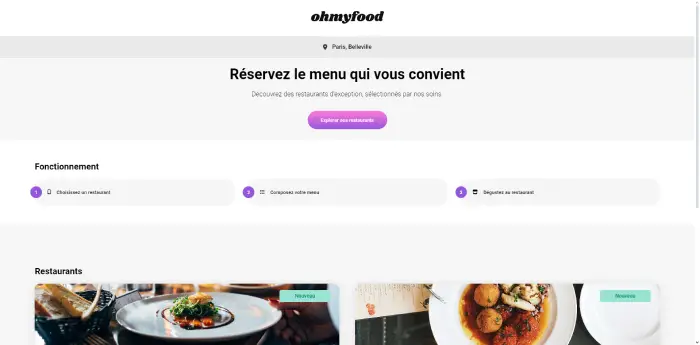 ohmyfood
Paris, Belleville
Réservez le menu qui vous convient
Découvrez des restaurants d'exception, sélectionnés par nos soins.
Explorer nos restaurants
Fonctionnement
1 Choisissez un restaurant
2 Composez votre menu
3 Dégustez au restaurant
Restaurants
Nouveau
Nouveau